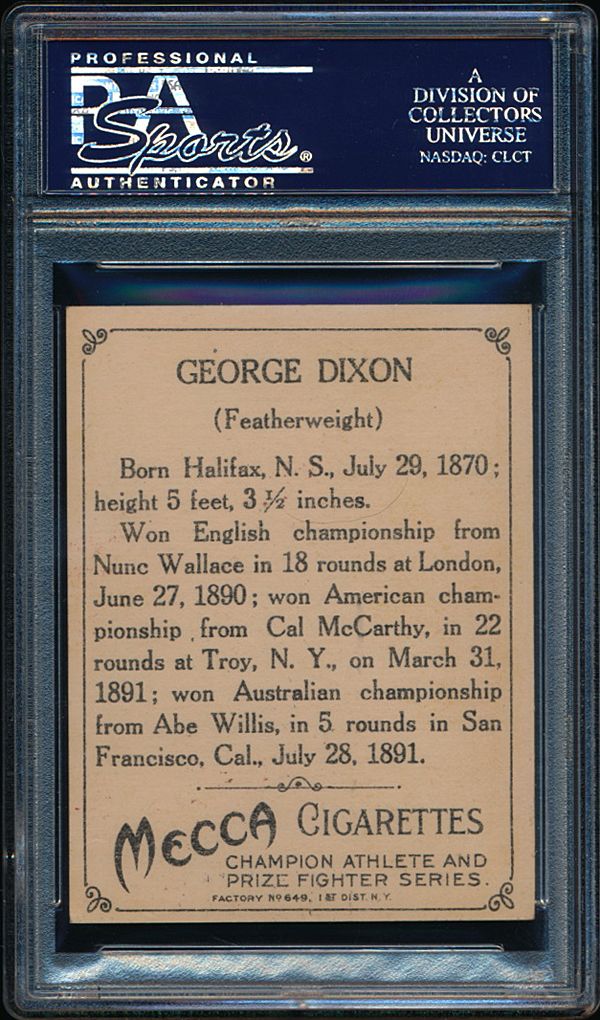 PROFESSIONAL
PSA
Sports®
AUTHENTICATOR
A
DIVISION OF
COLLECTORS
UNIVERSE
NASDAQ: CLCT
GEORGE DIXON
(Featherweight)
Born Halifax, N. S., July 29, 1870;
height 5 feet, 3 ½ inches.
Won English championship from
Nunc Wallace in 18 rounds at London,
June 27, 1890; won American cham-
pionship from Cal McCarthy, in 22
rounds at Troy, N. Y., on March 31,
1891; won Australian championship
from Abe Willis, in 5 rounds in San
Francisco, Cal., July 28, 1891.
MECCA CIGARETTES
CHAMPION ATHLETE AND
PRIZE FIGHTER SERIES.
FACTORY Nº 649, 1ST DIST. N.Y.